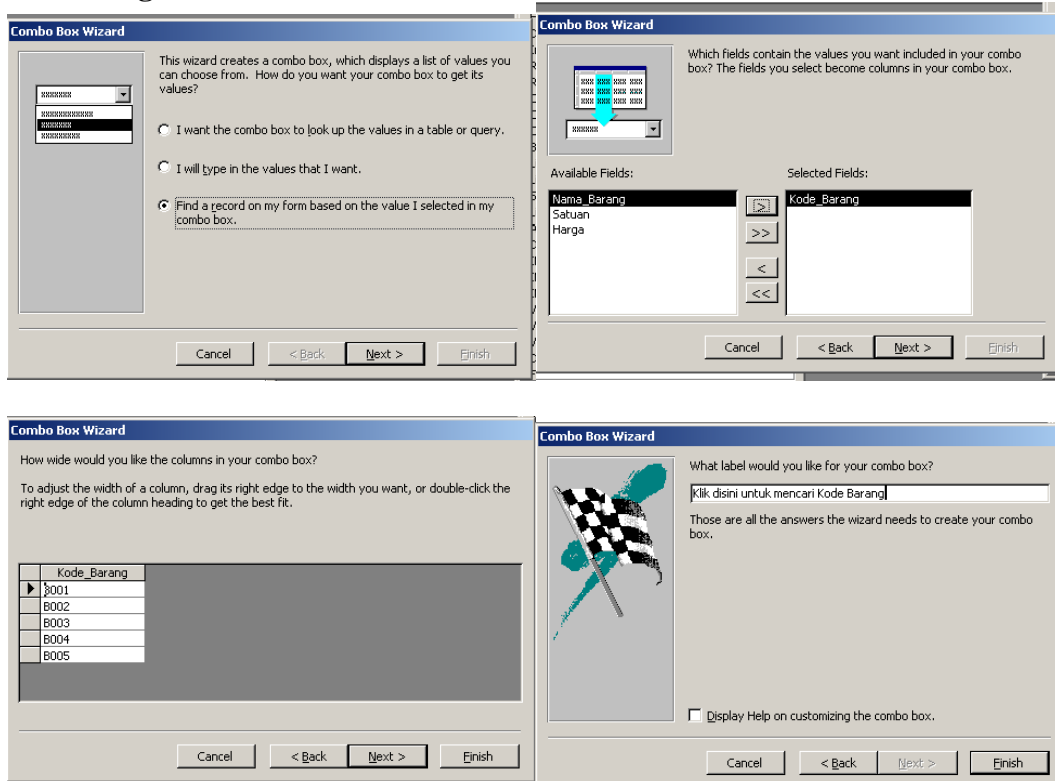 Combo Box Wizard
This wizard creates a combo box, which displays a list of values you
can choose from. How do you want your combo box to get its
values?
I want the combo box to look up the values in a table or query.
I will type in the values that I want.
Find a record on my form based on the value I selected in my
combo box.
Cancel
< Back
Next >
Finish
Combo Box Wizard
Which fields contain the values you want included in your combo
box? The fields you select become columns in your combo box.
Available Fields:
Selected Fields:
Nama_Barang
Satuan
Harga
>
>>
<
<<
Kode_Barang
Cancel
< Back
Next >
Finish
Combo Box Wizard
How wide would you like the columns in your combo box?
To adjust the width of a column, drag its right edge to the width you want, or double-click the
right edge of the column heading to get the best fit.
Kode_Barang
B001
B002
B003
B004
B005
Cancel
< Back
Next >
Finish
Combo Box Wizard
What label would you like for your combo box?
Klik disini untuk mencari Kode Barang
Those are all the answers the wizard needs to create your combo
box.
Display Help on customizing the combo box.
Cancel
< Back
Next >
Finish